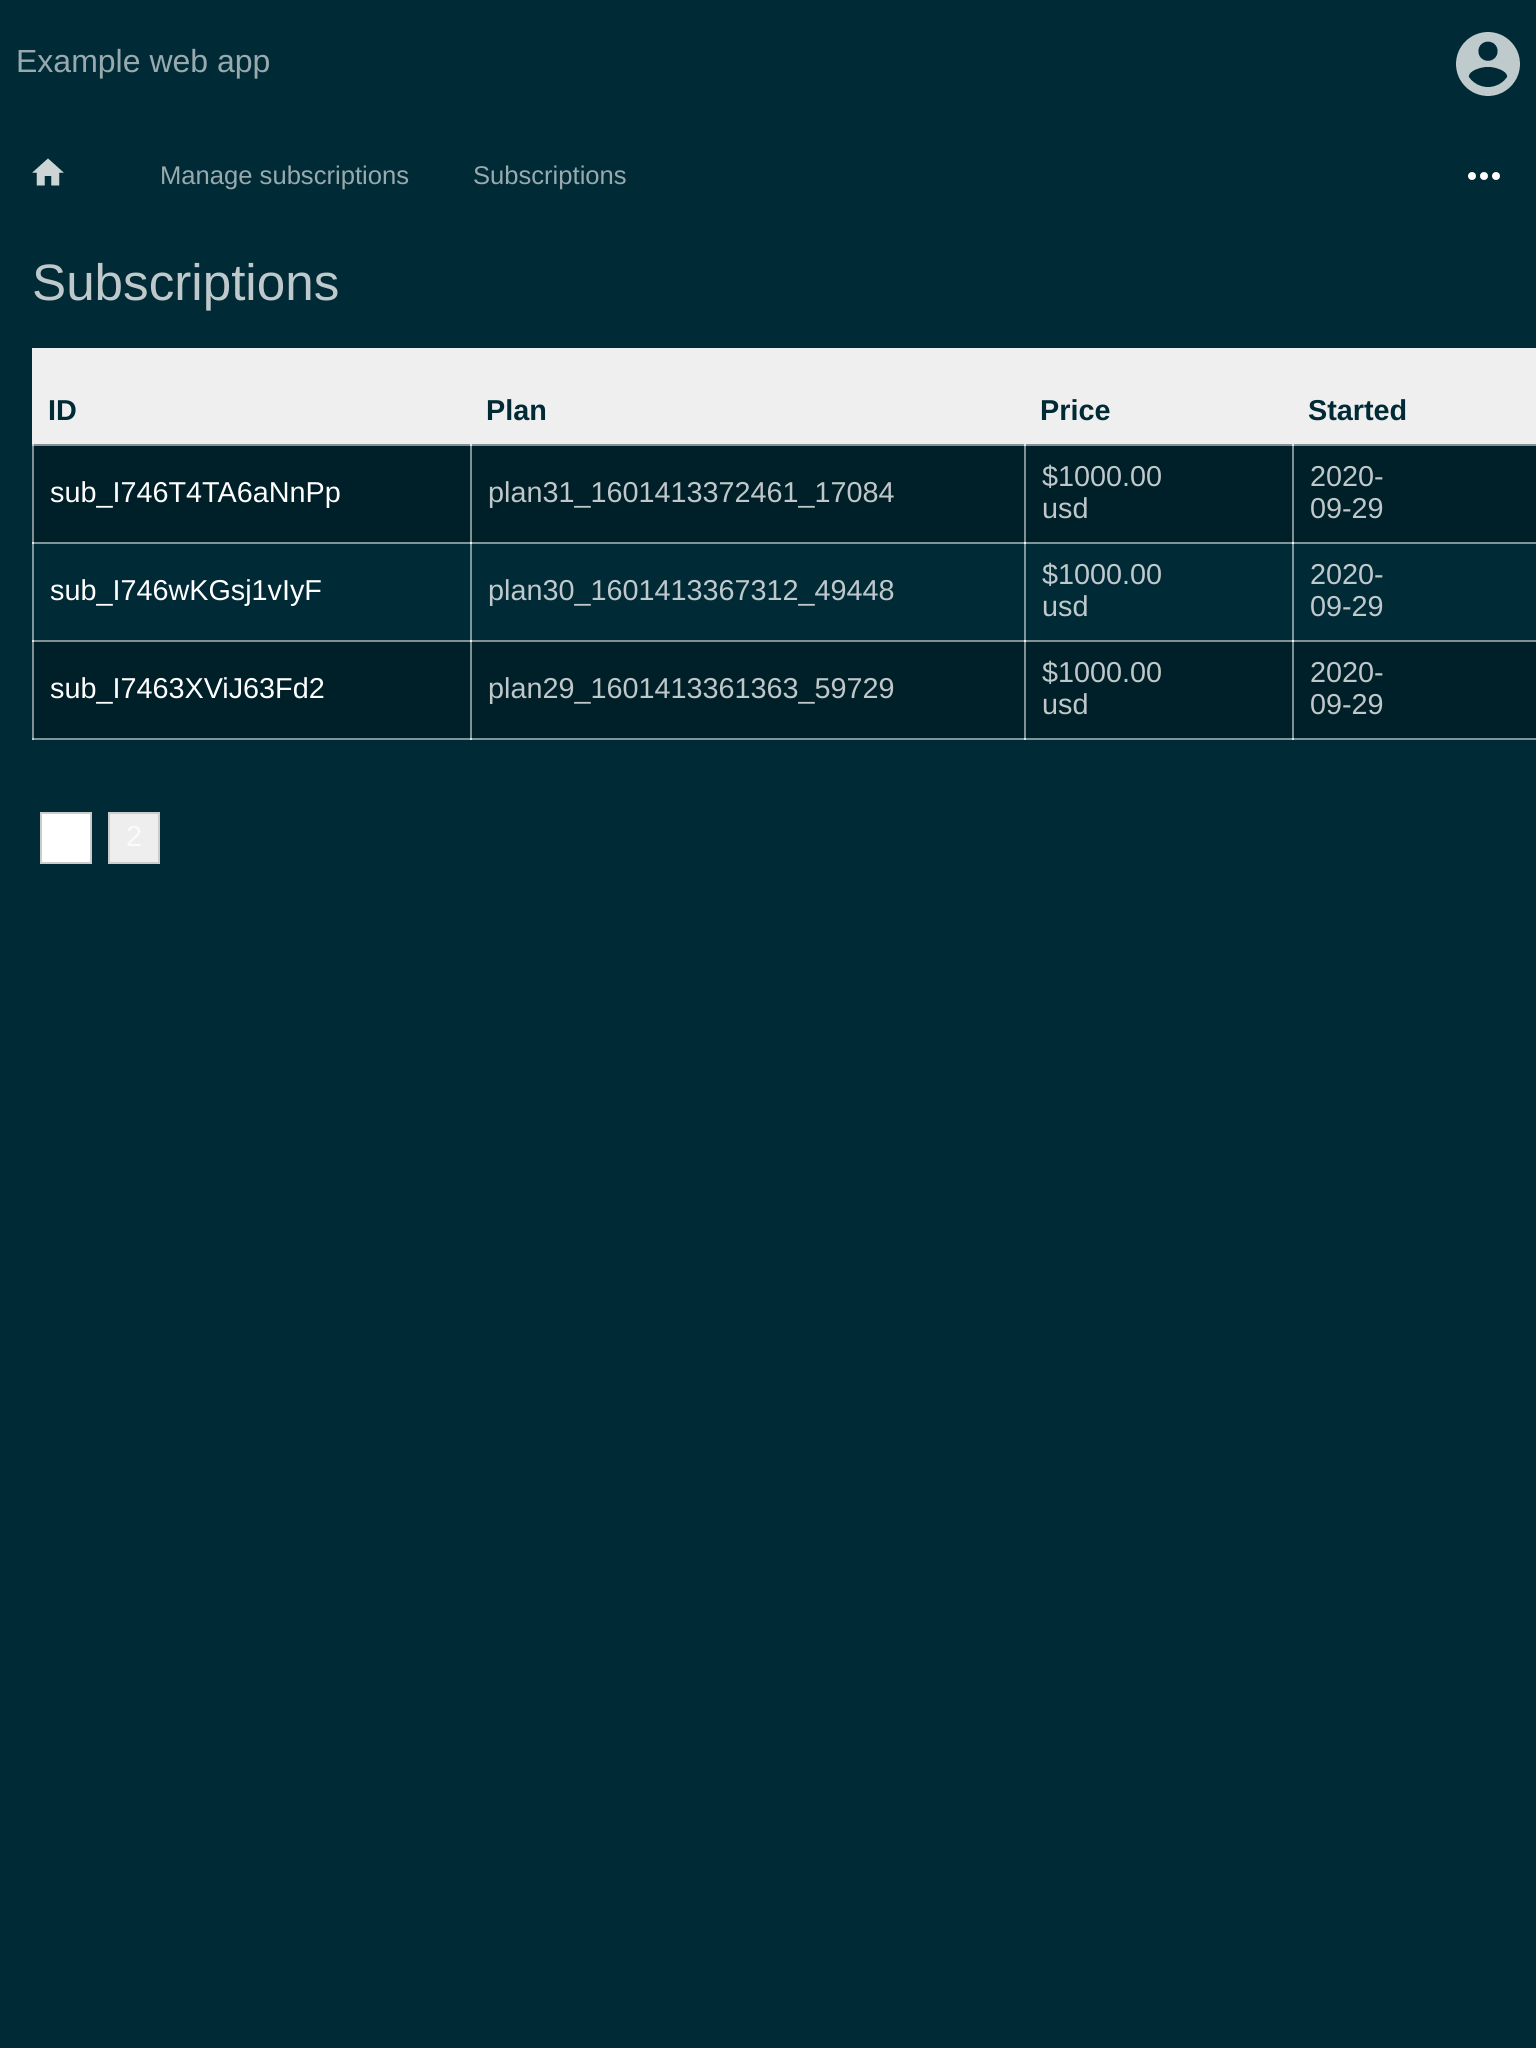 Example web app
Manage subscriptions Subscriptions
Subscriptions
ID Plan Price Started
sub_I746T4TA6aNnPp plan31_1601413372461_17084 $1000.00 usd 2020-09-29
sub_I746wKGsj1vIyF plan30_1601413367312_49448 $1000.00 usd 2020-09-29
sub_I7463XViJ63Fd2 plan29_1601413361363_59729 $1000.00 usd 2020-09-29
2